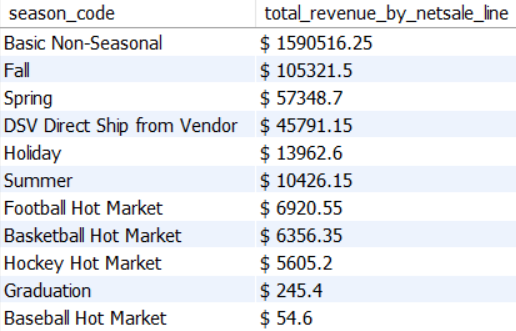 season_code total_revenue_by_netsale_line
Basic Non-Seasonal $ 1590516.25
Fall $ 105321.5
Spring $ 57348.7
DSV Direct Ship from Vendor $ 45791.15
Holiday $ 13962.6
Summer $ 10426.15
Football Hot Market $ 6920.55
Basketball Hot Market $ 6356.35
Hockey Hot Market $ 5605.2
Graduation $ 245.4
Baseball Hot Market $ 54.6